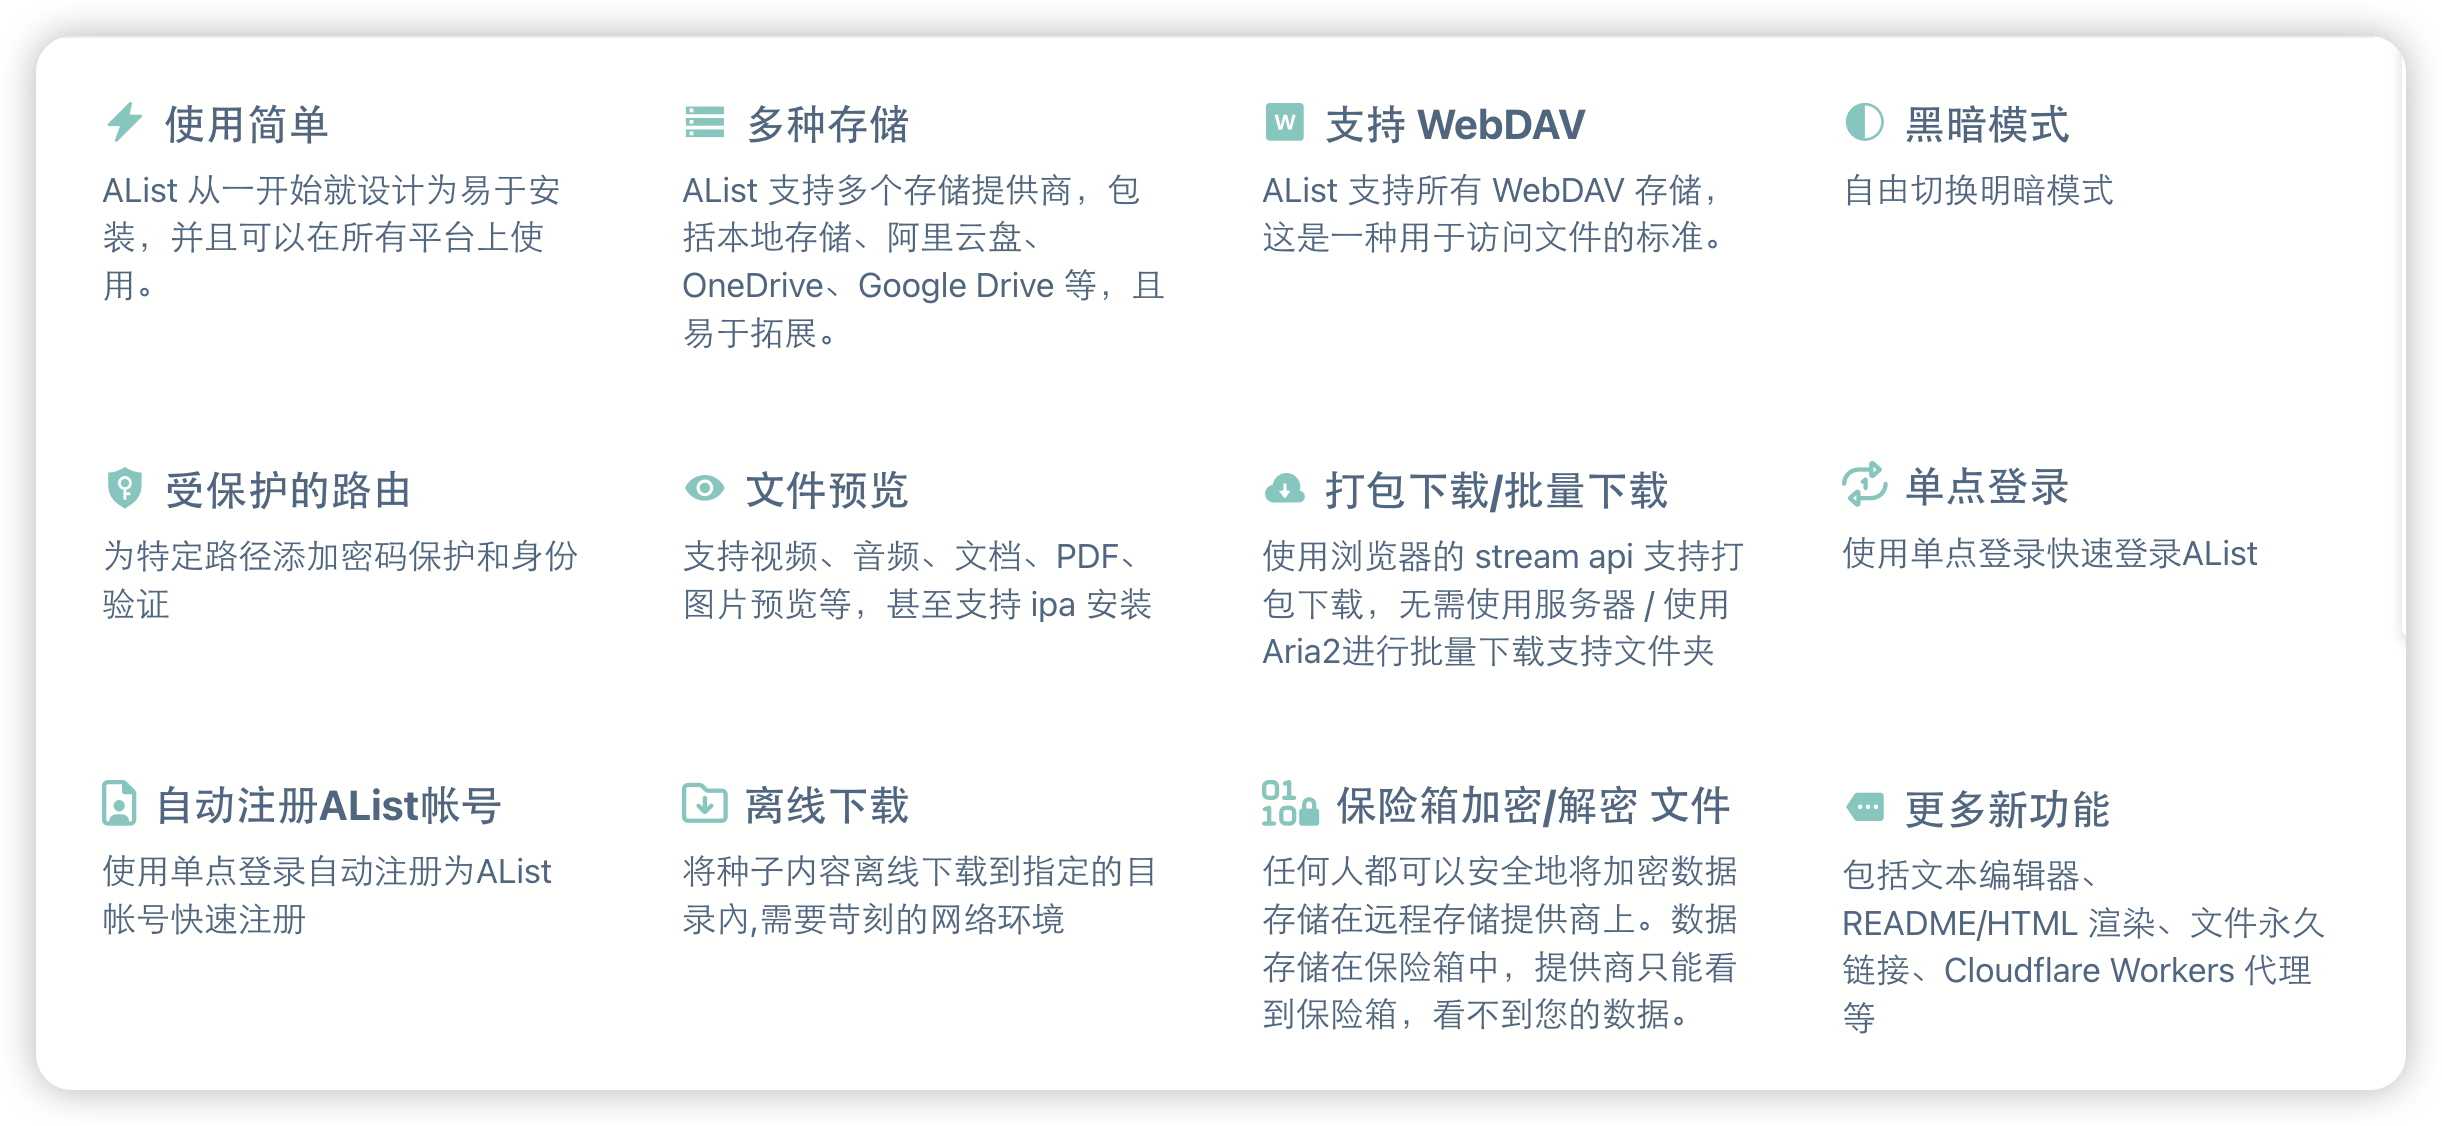 使用简单
AList 从一开始就设计为易于安
装，并且可以在所有平台上使
用。
多种存储
AList 支持多个存储提供商，包
括本地存储、阿里云盘、
OneDrive、Google Drive 等，且
易于拓展。
W
支持 WebDAV
AList 支持所有 WebDAV 存储，
这是一种用于访问文件的标准。
黑暗模式
自由切换明暗模式
受保护的路由
为特定路径添加密码保护和身份
验证
文件预览
支持视频、音频、文档、PDF、
图片预览等，甚至支持 ipa 安装
打包下载/批量下载
使用浏览器的 stream api 支持打
包下载，无需使用服务器 / 使用
Aria2进行批量下载支持文件夹
1
单点登录
使用单点登录快速登录AList
自动注册AList帐号
使用单点登录自动注册为AList
帐号快速注册
离线下载
将种子内容离线下载到指定的目
录內,需要苛刻的网络环境
01
10
保险箱加密/解密 文件
任何人都可以安全地将加密数据
存储在远程存储提供商上。数据
存储在保险箱中，提供商只能看
到保险箱，看不到您的数据。
更多新功能
包括文本编辑器、
README/HTML 渲染、文件永久
链接、Cloudflare Workers 代理
等